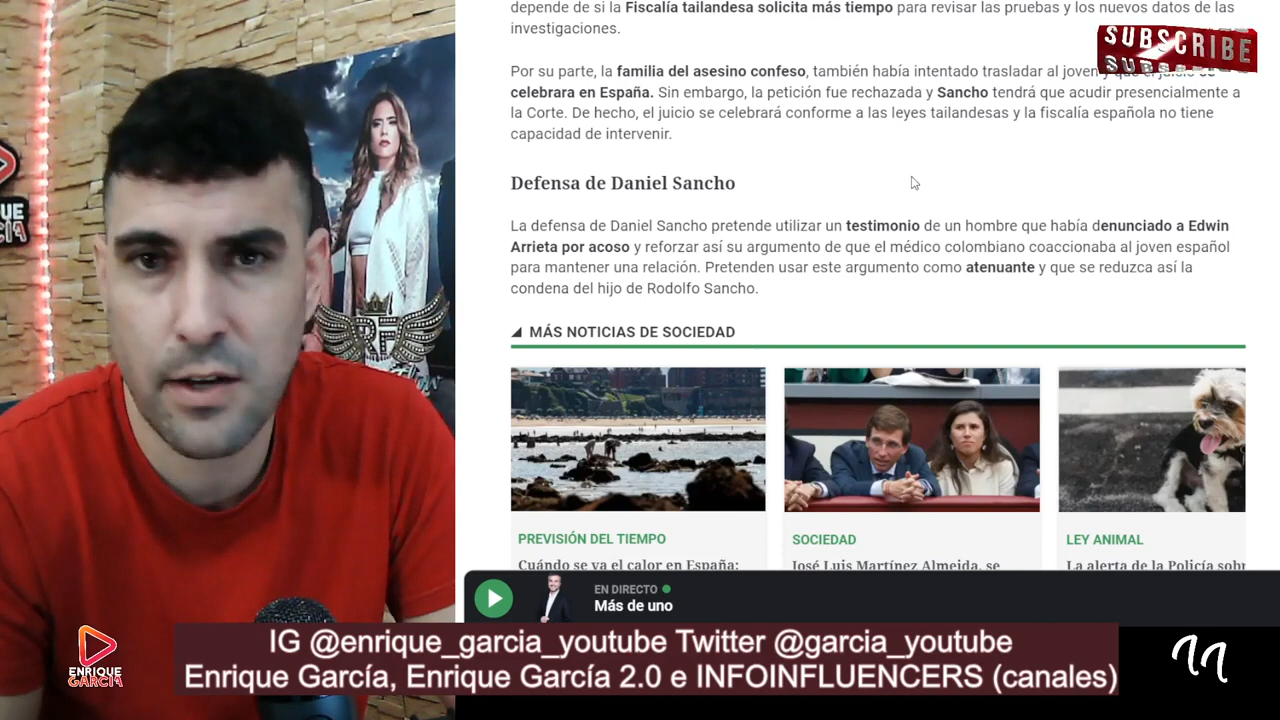 depende de si la Fiscalía tailandesa solicita más tiempo para revisar las pruebas y los nuevos datos de las
investigaciones.
SUBSCRIBE
Por su parte, la familia del asesino confeso, también había intentado trasladar al joven y que el juicio se
celebrara en España. Sin embargo, la petición fue rechazada y Sancho tendrá que acudir presencialmente a
la Corte. De hecho, el juicio se celebrará conforme a las leyes tailandesas y la fiscalía española no tiene
capacidad de intervenir.
Defensa de Daniel Sancho
La defensa de Daniel Sancho pretende utilizar un testimonio de un hombre que había denunciado a Edwin
Arrieta por acoso y reforzar así su argumento de que el médico colombiano coaccionaba al joven español
para mantener una relación. Pretenden usar este argumento como atenuante y que se reduzca así la
condena del hijo de Rodolfo Sancho.
MÁS NOTICIAS DE SOCIEDAD
PREVISIÓN DEL TIEMPO
Cuándo se va el calor en España:
SOCIEDAD
José Luis Martínez Almeida, se
LEY ANIMAL
La alerta de la Policía sobr
EN DIRECTO
Más de uno
IG @enrique_garcia_youtube Twitter @garcia_youtube
Enrique García, Enrique García 2.0 e INFOINFLUENCERS (canales)
ENRIQUE
GARCÍA